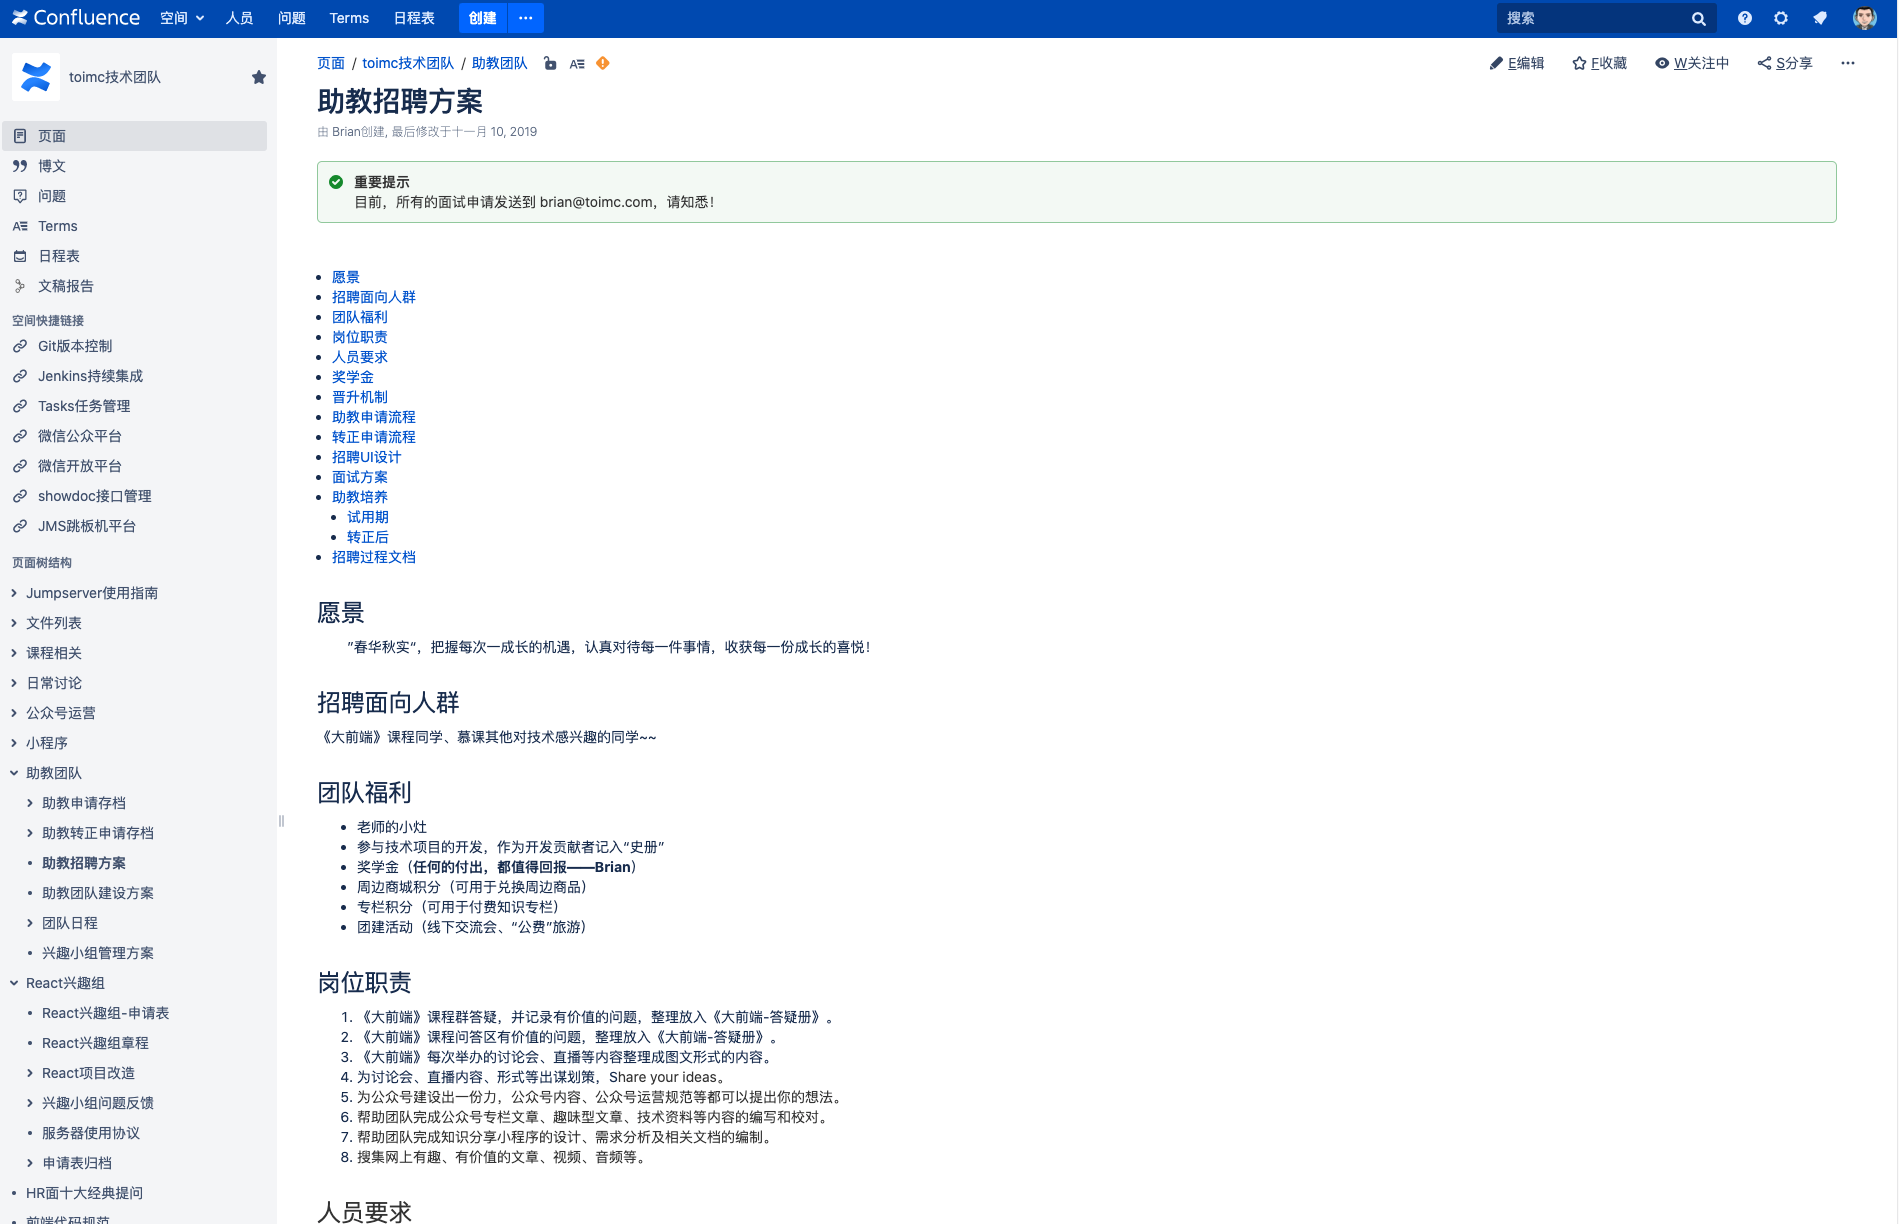 Confluence 空间 人员 问题 Terms 日程表 创建 ··· 搜索
toimc技术团队
页面
博文
问题
Terms
日程表
文稿报告
空间快捷链接
Git版本控制
Jenkins持续集成
Tasks任务管理
微信公众平台
微信开放平台
showdoc接口管理
JMS跳板机平台
页面树结构
Jumpserver使用指南
文件列表
课程相关
日常讨论
公众号运营
小程序
助教团队
助教申请存档
助教转正申请存档
助教招聘方案
助教团队建设方案
团队日程
兴趣小组管理方案
React兴趣组
React兴趣组-申请表
React兴趣组章程
React项目改造
兴趣小组问题反馈
服务器使用协议
申请表归档
HR面十大经典提问
前端代码规范
页面 / toimc技术团队 / 助教团队
E编辑 F收藏 W关注中 S分享 ···
助教招聘方案
由 Brian创建, 最后修改于十一月 10, 2019
重要提示
目前，所有的面试申请发送到 brian@toimc.com，请知悉！
• 愿景
• 招聘面向人群
• 团队福利
• 岗位职责
• 人员要求
• 奖学金
• 晋升机制
• 助教申请流程
• 转正申请流程
• 招聘UI设计
• 面试方案
• 助教培养
• 试用期
• 转正后
• 招聘过程文档
愿景
“春华秋实“，把握每次一成长的机遇，认真对待每一件事情，收获每一份成长的喜悦！
招聘面向人群
《大前端》课程同学、慕课其他对技术感兴趣的同学~~
团队福利
• 老师的小灶
• 参与技术项目的开发，作为开发贡献者记入“史册”
• 奖学金（任何的付出，都值得回报——Brian）
• 周边商城积分（可用于兑换周边商品）
• 专栏积分（可用于付费知识专栏）
• 团建活动（线下交流会、“公费”旅游）
岗位职责
1. 《大前端》课程群答疑，并记录有价值的问题，整理放入《大前端-答疑册》。
2. 《大前端》课程问答区有价值的问题，整理放入《大前端-答疑册》。
3. 《大前端》每次举办的讨论会、直播等内容整理成图文形式的内容。
4. 为讨论会、直播内容、形式等出谋划策，Share your ideas。
5. 为公众号建设出一份力，公众号内容、公众号运营规范等都可以提出你的想法。
6. 帮助团队完成公众号专栏文章、趣味型文章、技术资料等内容的编写和校对。
7. 帮助团队完成知识分享小程序的设计、需求分析及相关文档的编制。
8. 搜集网上有趣、有价值的文章、视频、音频等。
人员要求